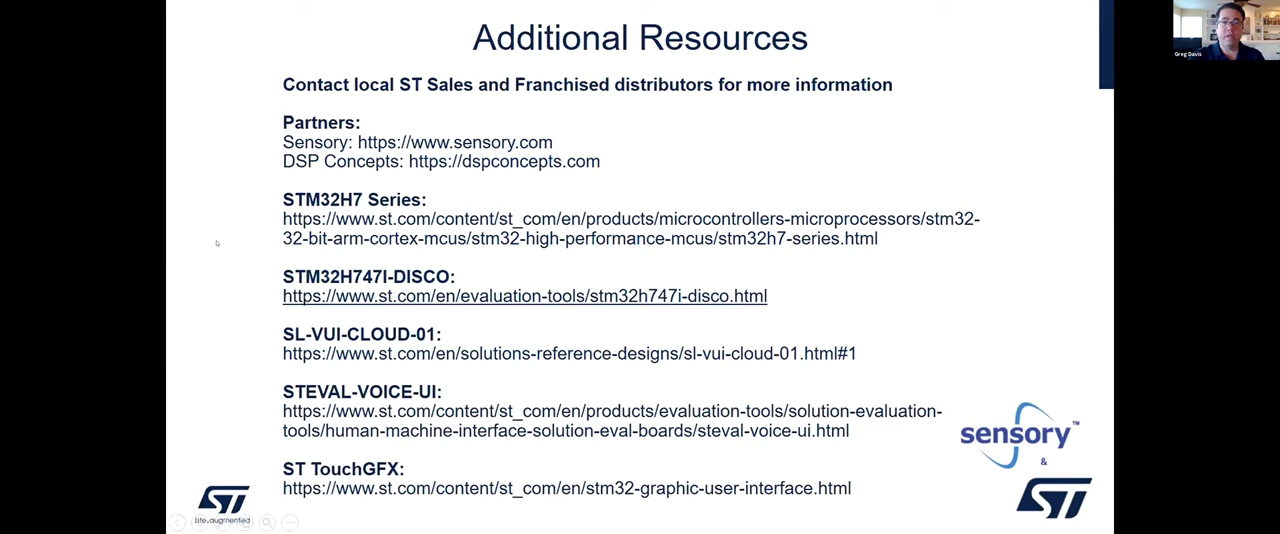 Additional Resources
Greg Davis
Contact local ST Sales and Franchised distributors for more information
Partners:
Sensory: https://www.sensory.com
DSP Concepts: https://dspconcepts.com
STM32H7 Series:
https://www.st.com/content/st_com/en/products/microcontrollers-microprocessors/stm32-
32-bit-arm-cortex-mcus/stm32-high-performance-mcus/stm32h7-series.html
STM32H747I-DISCO:
https://www.st.com/en/evaluation-tools/stm32h747i-disco.html
SL-VUI-CLOUD-01:
https://www.st.com/en/solutions-reference-designs/sl-vui-cloud-01.html#1
STEVAL-VOICE-UI:
https://www.st.com/content/st_com/en/products/evaluation-tools/solution-evaluation-
tools/human-machine-interface-solution-eval-boards/steval-voice-ui.html
sensory™
&
ST
ST TouchGFX:
https://www.st.com/content/st_com/en/stm32-graphic-user-interface.html
ST
life.augmented